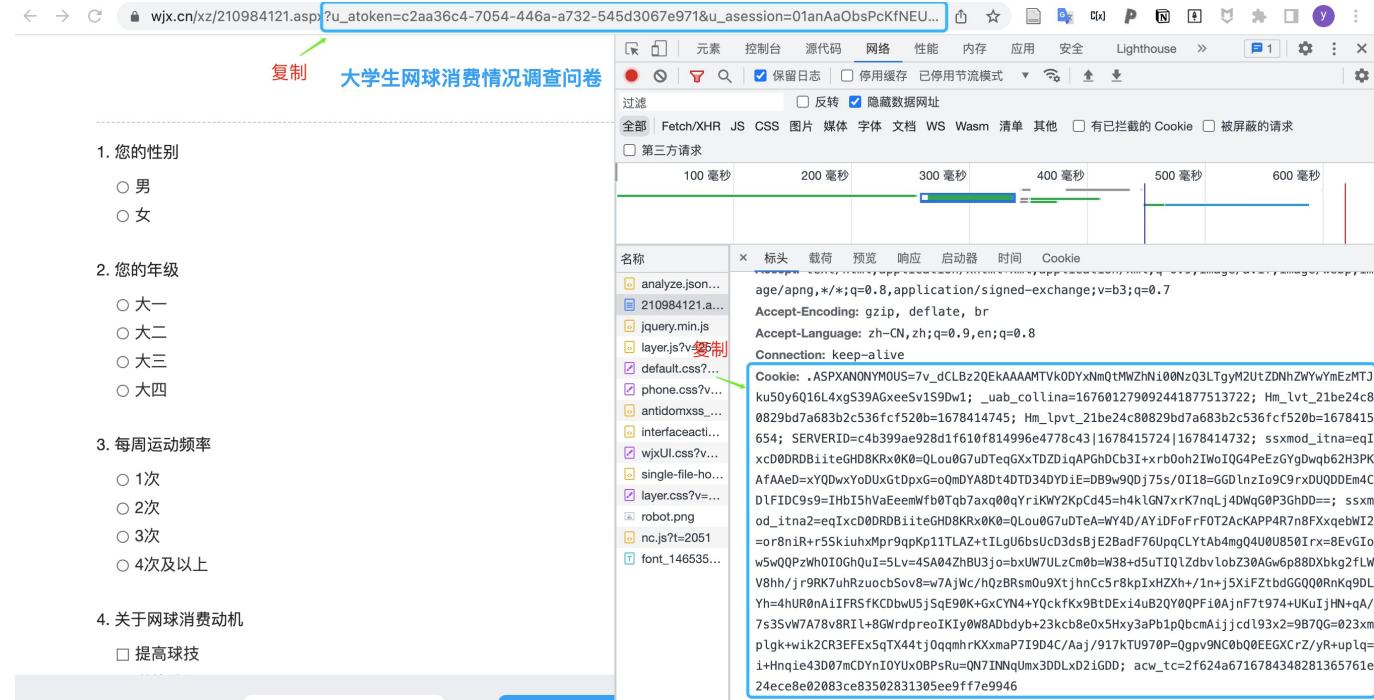 wjx.cn/xz/210984121.aspx?u_atoken=c2aa36c4-7054-446a-a732-545d3067e971&u_asession=01anAaObsPcKfNEU...
复制
大学生网球消费情况调查问卷
1. 您的性别
男
女
2. 您的年级
大一
大二
大三
大四
3. 每周运动频率
1次
2次
3次
4次及以上
4. 关于网球消费动机
提高球技
元素 控制台 源代码 网络 性能 内存 应用 安全 Lighthouse » 1
保留日志 停用缓存 已停用节流模式
过滤 反转 隐藏数据网址
全部 Fetch/XHR JS CSS 图片 媒体 字体 文档 WS Wasm 清单 其他 有已拦截的 Cookie 被屏蔽的请求
第三方请求
100 毫秒 200 毫秒 300 毫秒 400 毫秒 500 毫秒 600 毫秒
名称
analyze.json...
210984121.a...
jquery.min.js
layer.js?v=25...
复制
default.css?...
phone.css?v...
antidomxss_...
interfaceacti...
wjxUI.css?v...
single-file-ho...
layer.css?v=...
robot.png
nc.js?t=2051
font_146535...
× 标头 载荷 预览 响应 启动器 时间 Cookie
age/apng,*/*;q=0.8,application/signed-exchange;v=b3;q=0.7
Accept-Encoding: gzip, deflate, br
Accept-Language: zh-CN,zh;q=0.9,en;q=0.8
Connection: keep-alive
Cookie: .ASPXANONYMOUS=7v_dCLBz2QEkAAAAMTVkODYxNmQtMWZhNi00NzQ3LTgyM2UtZDNhZWYwYmEzMTJ
ku5Oy6Q16L4xgS39AGxeeSv1S9Dw1; _uab_collina=167601279092441877513722; Hm_lvt_21be24c8
0829bd7a683b2c536fcf520b=1678414745; Hm_lpvt_21be24c80829bd7a683b2c536fcf520b=1678415
654; SERVERID=c4b399ae928d1f610f814996e4778c43|1678415724|1678414732; ssxmod_itna=eqI
xcD0DRDBiiteGHD8KRx0K0=QLou0G7uDTeqGXxTDZDiqAPGhDCb3I+xrbOoh2IWoIQG4PeEzGYgDwqb62H3PK
AfAAeD=xYQDwxYoDUxGtDpxG=oQmDYA8Dt4DTD34DYDiE=DB9w9QDj75s/OI18=GGDlnzIo9C9rxDUQDDEm4C
DlFIDC9s9=IHbI5hVaEeemWfb0Tqb7axq00qYriKWY2KpCd45=h4klGN7xrK7nqLj4DWqG0P3GhDD==; ssxm
od_itna2=eqIxcD0DRDBiiteGHD8KRx0K0=QLou0G7uDTeA=WY4D/AYiDFoFrFOT2AcKAPP4R7n8FXxqebWI2
=or8niR+r5SkiuhxMpr9qpKp11TLAZ+tILgU6bsUcD3dsBjE2BadF76UpqCLYtAb4mgQ4U0U850Irx=8EvGIo
w5wQQPzWhOIOGhQuI=5Lv=4SA04ZhBU3jo=bxUW7ULzCm0b=W38+d5uTIQlZdbvlobZ30AGw6p88DXbkg2fLW
V8hh/jr9RK7uhRzuocbSov8=w7AjWc/hQzBRsmOu9XtjhnCc5r8kpIxHZXh+/1n+j5XiFZtbdGGQQ0RnKq9DL
Yh=4hUR0nAiIFRSfKCDbwU5jSqE90K+GxCYN4+YQckfKx9BtDExi4uB2QY0QPFi0AjnF7t974+UKuIjHN+qA/
7s3SvW7A78v8RIl+8GWrdpreoIKIy0W8ADbdyb+23kcb8eOx5Hxy3aPb1pQbcmAijjcdl93x2=9B7QG=023xm
plgk+wik2CR3EFEx5qTX44tjOqqmhrKXxmaP7I9D4C/Aaj/917kTU970P=Qgpv9NC0bQ0EEGXCrZ/yR+uplq=
i+Hnqie43D07mCDYnIOYUxOBPsRu=QN7INNqUmx3DDLxD2iGDD; acw_tc=2f624a6716784348281365761e
24ece8e02083ce83502831305ee9ff7e9946